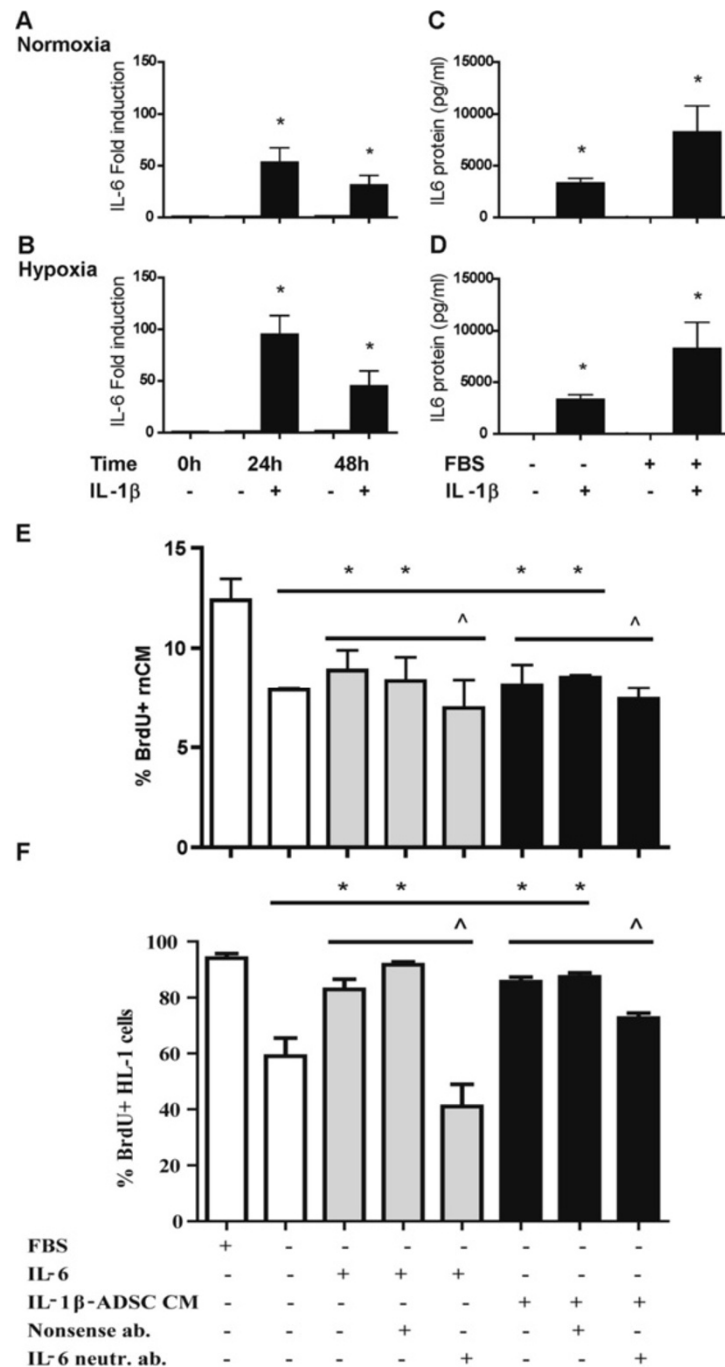 A
Normoxia
IL-6 Fold induction
150
100
50
0
*
*
C
IL6 protein (pg/ml)
15000
10000
5000
0
*
*
B
Hypoxia
IL-6 Fold induction
150
100
50
0
*
*
D
IL6 protein (pg/ml)
15000
10000
5000
0
*
*
Time 0h 24h 48h
IL-1β - - + - +
FBS - - + +
IL-1β - + - +
E
% BrdU+ rnCM
15
10
5
0
* * * *
^ ^
F
% BrdU+ HL-1 cells
100
80
60
40
20
0
* * * *
^ ^
FBS + - - - - - - -
IL-6 - - + + + - - -
IL-1β-ADSC CM - - - - - + + +
Nonsense ab. - - - + - - + -
IL-6 neutr. ab. - - - - + - - +